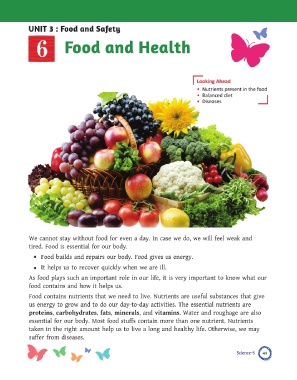 UNIT 3 : Food and Safety
6 Food and Health
Looking Ahead
• Nutrients present in the food
• Balanced diet
• Diseases
We cannot stay without food for even a day. In case we do, we will feel weak and
tired. Food is essential for our body.
• Food builds and repairs our body. Food gives us energy.
• It helps us to recover quickly when we are ill.
As food plays such an important role in our life, it is very important to know what our
food contains and how it helps us.
Food contains nutrients that we need to live. Nutrients are useful substances that give
us energy to grow and to do our day-to-day activities. The essential nutrients are
proteins, carbohydrates, fats, minerals, and vitamins. Water and roughage are also
essential for our body. Most food stuffs contain more than one nutrient. Nutrients
taken in the right amount help us to live a long and healthy life. Otherwise, we may
suffer from diseases.
Science-5